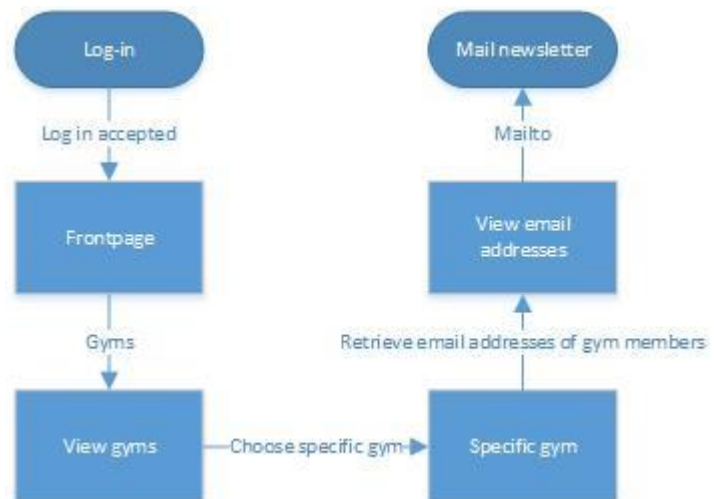 Log-in
Log in accepted
Frontpage
Gyms
View gyms
Choose specific gym
Specific gym
Retrieve email addresses of gym members
View email
addresses
Mailto
Mail newsletter